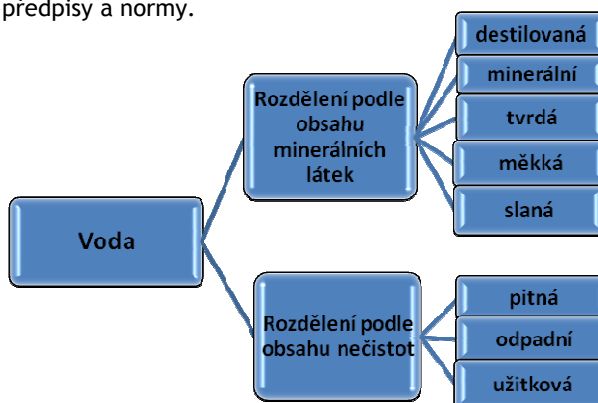 předpisy a normy.
Voda
Rozdělení podle
obsahu
minerálních
látek
destilovaná
minerální
tvrdá
měkká
slaná
Rozdělení podle
obsahu nečistot
pitná
odpadní
užitková